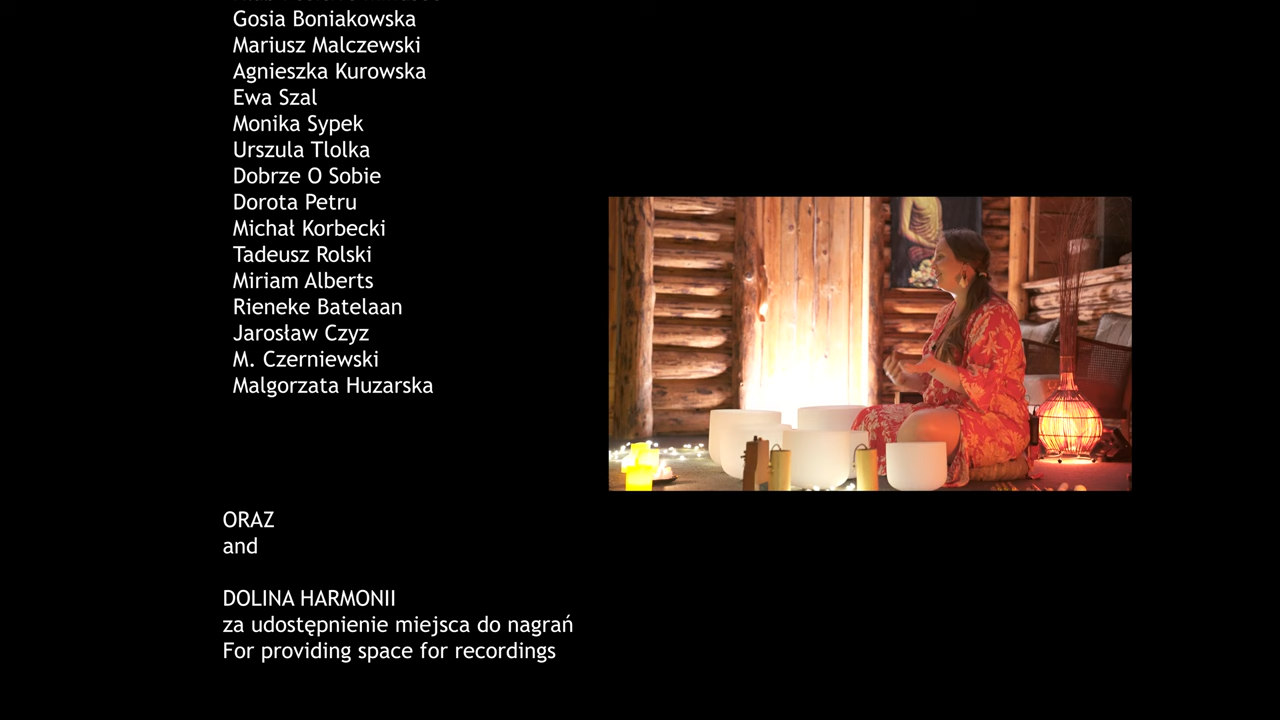 Gosia Boniakowska
Mariusz Malczewski
Agnieszka Kurowska
Ewa Szal
Monika Sypek
Urszula Tlolka
Dobrze O Sobie
Dorota Petru
Michał Korbecki
Tadeusz Rolski
Miriam Alberts
Rieneke Batelaan
Jarosław Czyz
M. Czerniewski
Malgorzata Huzarska
ORAZ
and
DOLINA HARMONII
za udostępnienie miejsca do nagrań
For providing space for recordings